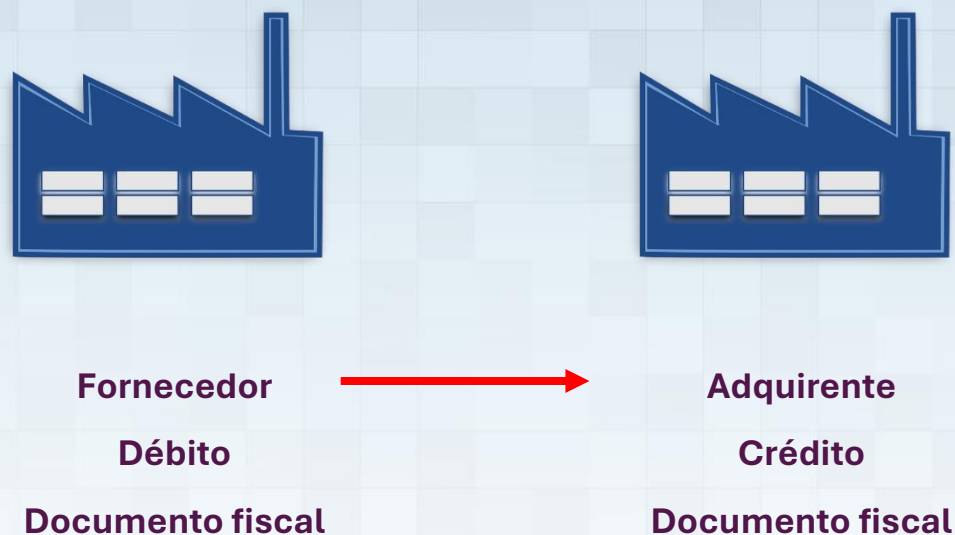 Fornecedor
Adquirente
Débito
Crédito
Documento fiscal
Documento fiscal